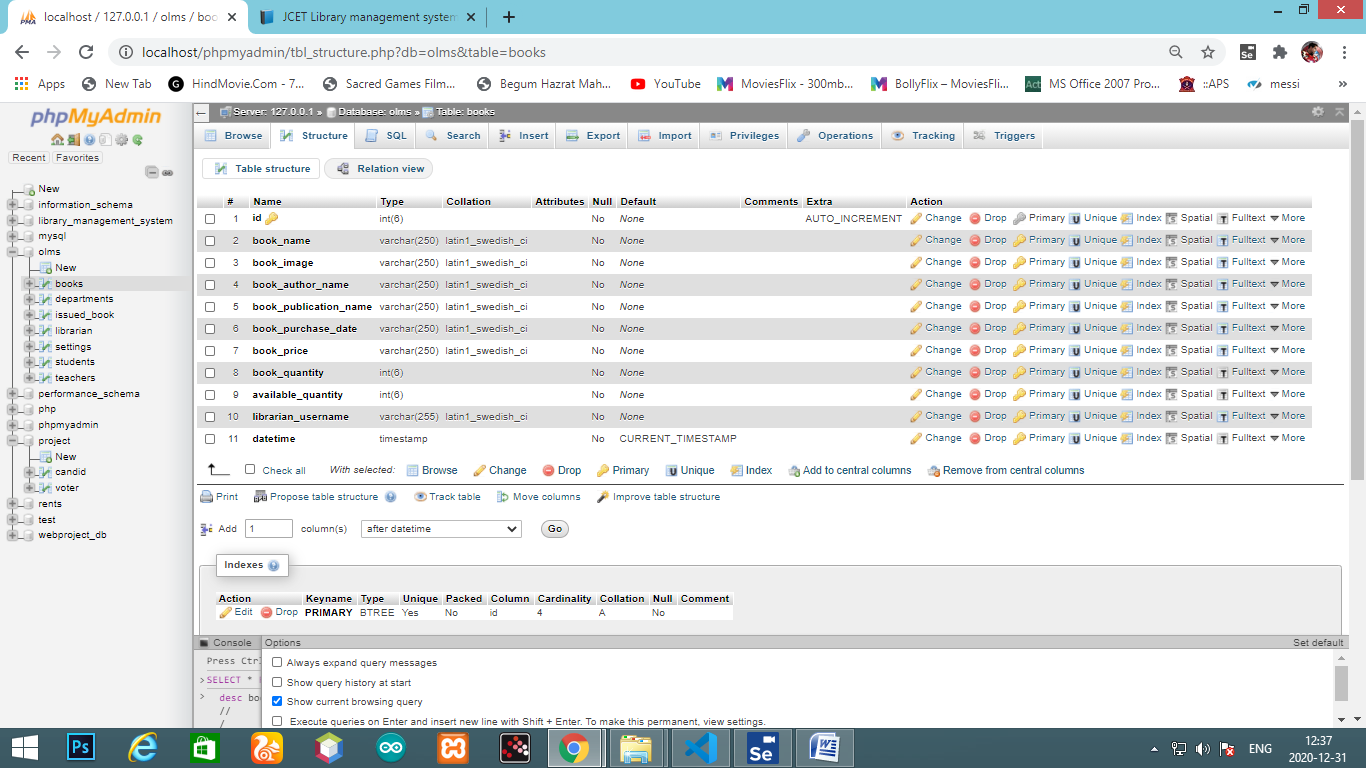 localhost / 127.0.0.1 / olms / boo
JCET Library management system
localhost/phpmyadmin/tbl_structure.php?db=olms&table=books
Apps New Tab HindMovie.Com - 7... Sacred Games Film... Begum Hazrat Mah... YouTube MoviesFlix - 300mb... BollyFlix – MoviesFli... MS Office 2007 Pro... ::APS messi »
phpMyAdmin
Recent Favorites
New
information_schema
library_management_system
mysql
olms
New
books
departments
issued_book
librarian
settings
students
teachers
performance_schema
php
phpmyadmin
project
New
candid
voter
rents
test
webproject_db
Server: 127.0.0.1 » Database: olms » Table: books
Browse Structure SQL Search Insert Export Import Privileges Operations Tracking Triggers
Table structure Relation view
# Name Type Collation Attributes Null Default Comments Extra Action
1 id int(6) No None AUTO_INCREMENT Change Drop Primary Unique Index Spatial Fulltext More
2 book_name varchar(250) latin1_swedish_ci No None Change Drop Primary Unique Index Spatial Fulltext More
3 book_image varchar(250) latin1_swedish_ci No None Change Drop Primary Unique Index Spatial Fulltext More
4 book_author_name varchar(250) latin1_swedish_ci No None Change Drop Primary Unique Index Spatial Fulltext More
5 book_publication_name varchar(250) latin1_swedish_ci No None Change Drop Primary Unique Index Spatial Fulltext More
6 book_purchase_date varchar(250) latin1_swedish_ci No None Change Drop Primary Unique Index Spatial Fulltext More
7 book_price varchar(250) latin1_swedish_ci No None Change Drop Primary Unique Index Spatial Fulltext More
8 book_quantity int(6) No None Change Drop Primary Unique Index Spatial Fulltext More
9 available_quantity int(6) No None Change Drop Primary Unique Index Spatial Fulltext More
10 librarian_username varchar(255) latin1_swedish_ci No None Change Drop Primary Unique Index Spatial Fulltext More
11 datetime timestamp No CURRENT_TIMESTAMP Change Drop Primary Unique Index Spatial Fulltext More
Check all With selected: Browse Change Drop Primary Unique Index Add to central columns Remove from central columns
Print Propose table structure Track table Move columns Improve table structure
Add 1 column(s) after datetime Go
Indexes
Action Keyname Type Unique Packed Column Cardinality Collation Null Comment
Edit Drop PRIMARY BTREE Yes No id 4 A No
Console Options Set default
Press Ctrl
>SELECT *
> desc boo
//
/
Always expand query messages
Show query history at start
Show current browsing query
Execute queries on Enter and insert new line with Shift + Enter. To make this permanent, view settings.
Ps Se W
ENG
12:37
2020-12-31